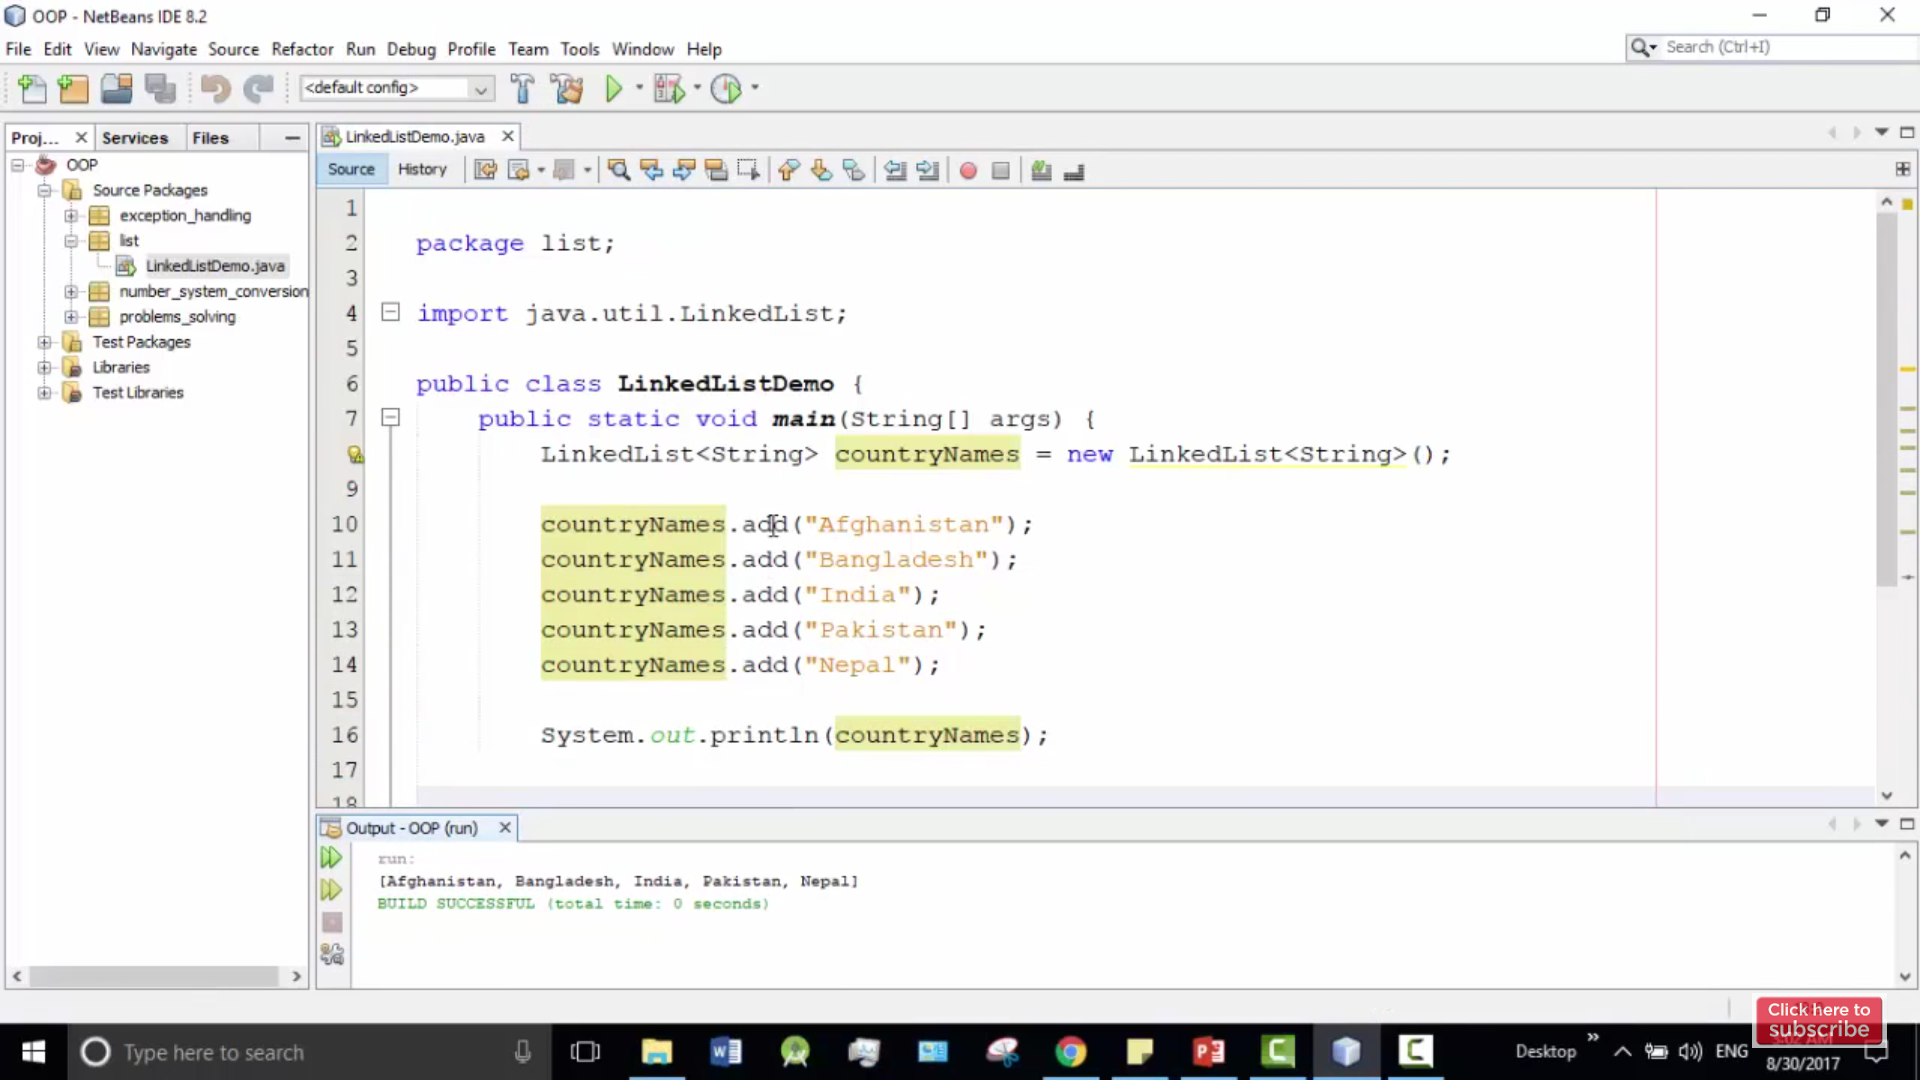 OOP - NetBeans IDE 8.2
File Edit View Navigate Source Refactor Run Debug Profile Team Tools Window Help
Search (Ctrl+I)
<default config>
Proj... Services Files
LinkedListDemo.java
OOP
Source Packages
exception_handling
list
LinkedListDemo.java
number_system_conversion
problems_solving
Test Packages
Libraries
Test Libraries
Source History
1
2 package list;
3
4 import java.util.LinkedList;
5
6 public class LinkedListDemo {
7 public static void main(String[] args) {
LinkedList<String> countryNames = new LinkedList<String>();
9
10 countryNames.add("Afghanistan");
11 countryNames.add("Bangladesh");
12 countryNames.add("India");
13 countryNames.add("Pakistan");
14 countryNames.add("Nepal");
15
16 System.out.println(countryNames);
17
18
Output - OOP (run)
run:
[Afghanistan, Bangladesh, India, Pakistan, Nepal]
BUILD SUCCESSFUL (total time: 0 seconds)
Click here to
subscribe
Type here to search
Desktop
ENG
8/30/2017